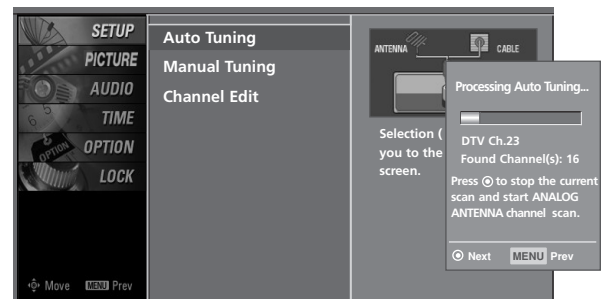 SETUP
PICTURE
AUDIO
TIME
OPTION
LOCK
Move MENU Prev
Auto Tuning
Manual Tuning
Channel Edit
ANTENNA
CABLE
Selection (
you to the
screen.
Processing Auto Tuning...
DTV Ch.23
Found Channel(s): 16
Press ⊙ to stop the current
scan and start ANALOG
ANTENNA channel scan.
⊙ Next MENU Prev